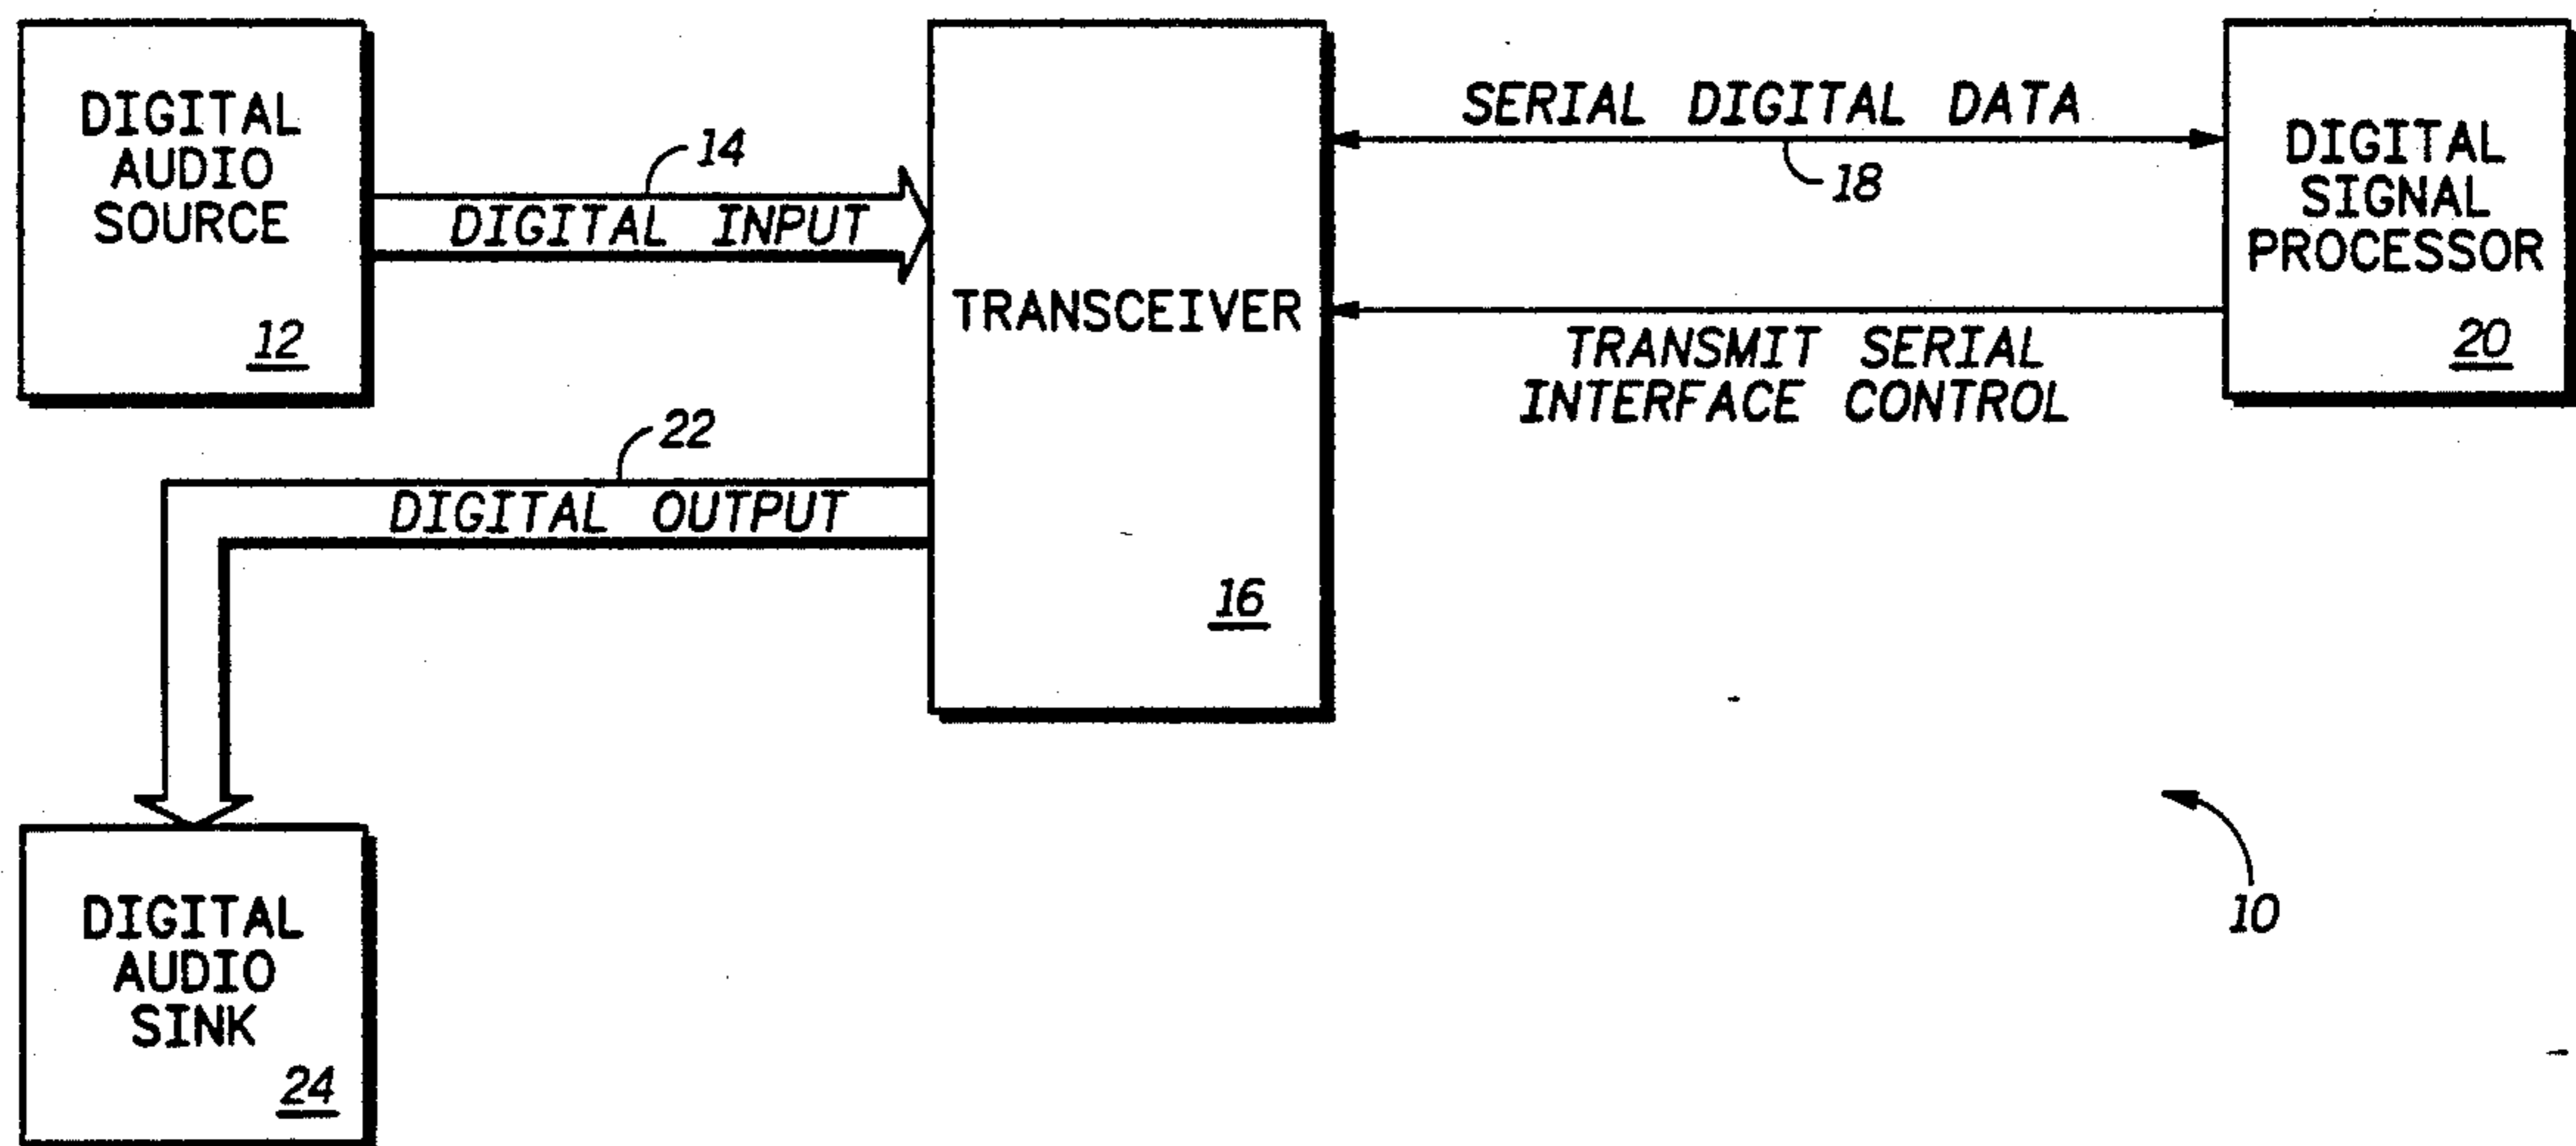 DIGITAL
AUDIO
SOURCE
12
14
DIGITAL INPUT
TRANSCEIVER
16
SERIAL DIGITAL DATA
18
TRANSMIT SERIAL
INTERFACE CONTROL
DIGITAL
SIGNAL
PROCESSOR
20
22
DIGITAL OUTPUT
DIGITAL
AUDIO
SINK
24
10